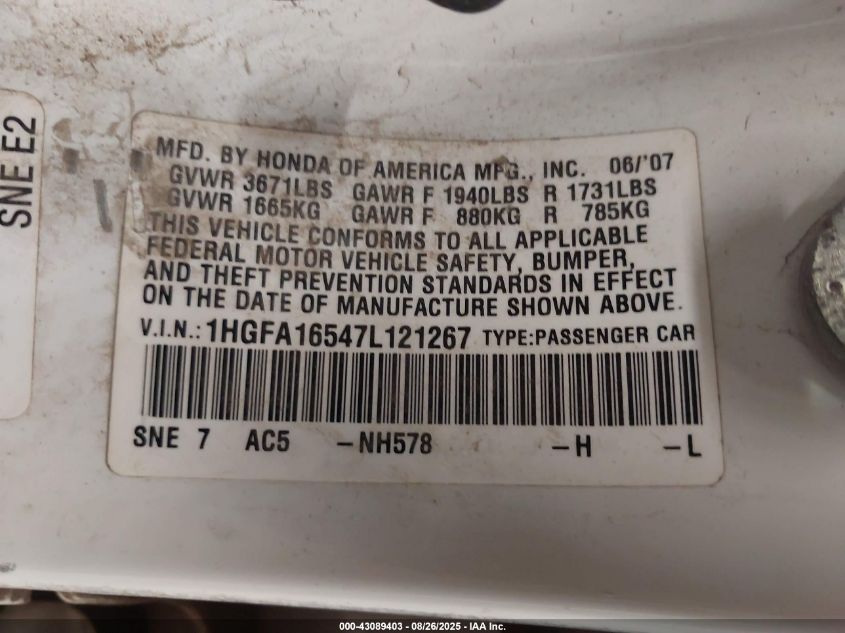 SNE E2
MFD. BY HONDA OF AMERICA MFG., INC. 06/'07
GVWR 3671LBS GAWR F 1940LBS R 1731LBS
GVWR 1665KG GAWR F 880KG R 785KG
THIS VEHICLE CONFORMS TO ALL APPLICABLE
FEDERAL MOTOR VEHICLE SAFETY, BUMPER,
AND THEFT PREVENTION STANDARDS IN EFFECT
ON THE DATE OF MANUFACTURE SHOWN ABOVE.
V.I.N.: 1HGFA16547L121267 TYPE:PASSENGER CAR
SNE 7 AC5 –NH578 –H –L
000-43089403 - 08/26/2025 - IAA Inc.